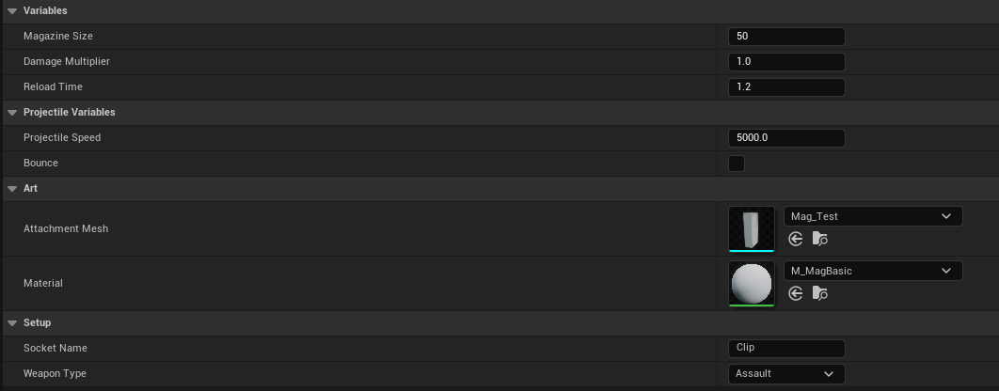 Variables
Magazine Size 50
Damage Multiplier 1.0
Reload Time 1.2
Projectile Variables
Projectile Speed 5000.0
Bounce
Art
Attachment Mesh Mag_Test
Material M_MagBasic
Setup
Socket Name Clip
Weapon Type Assault